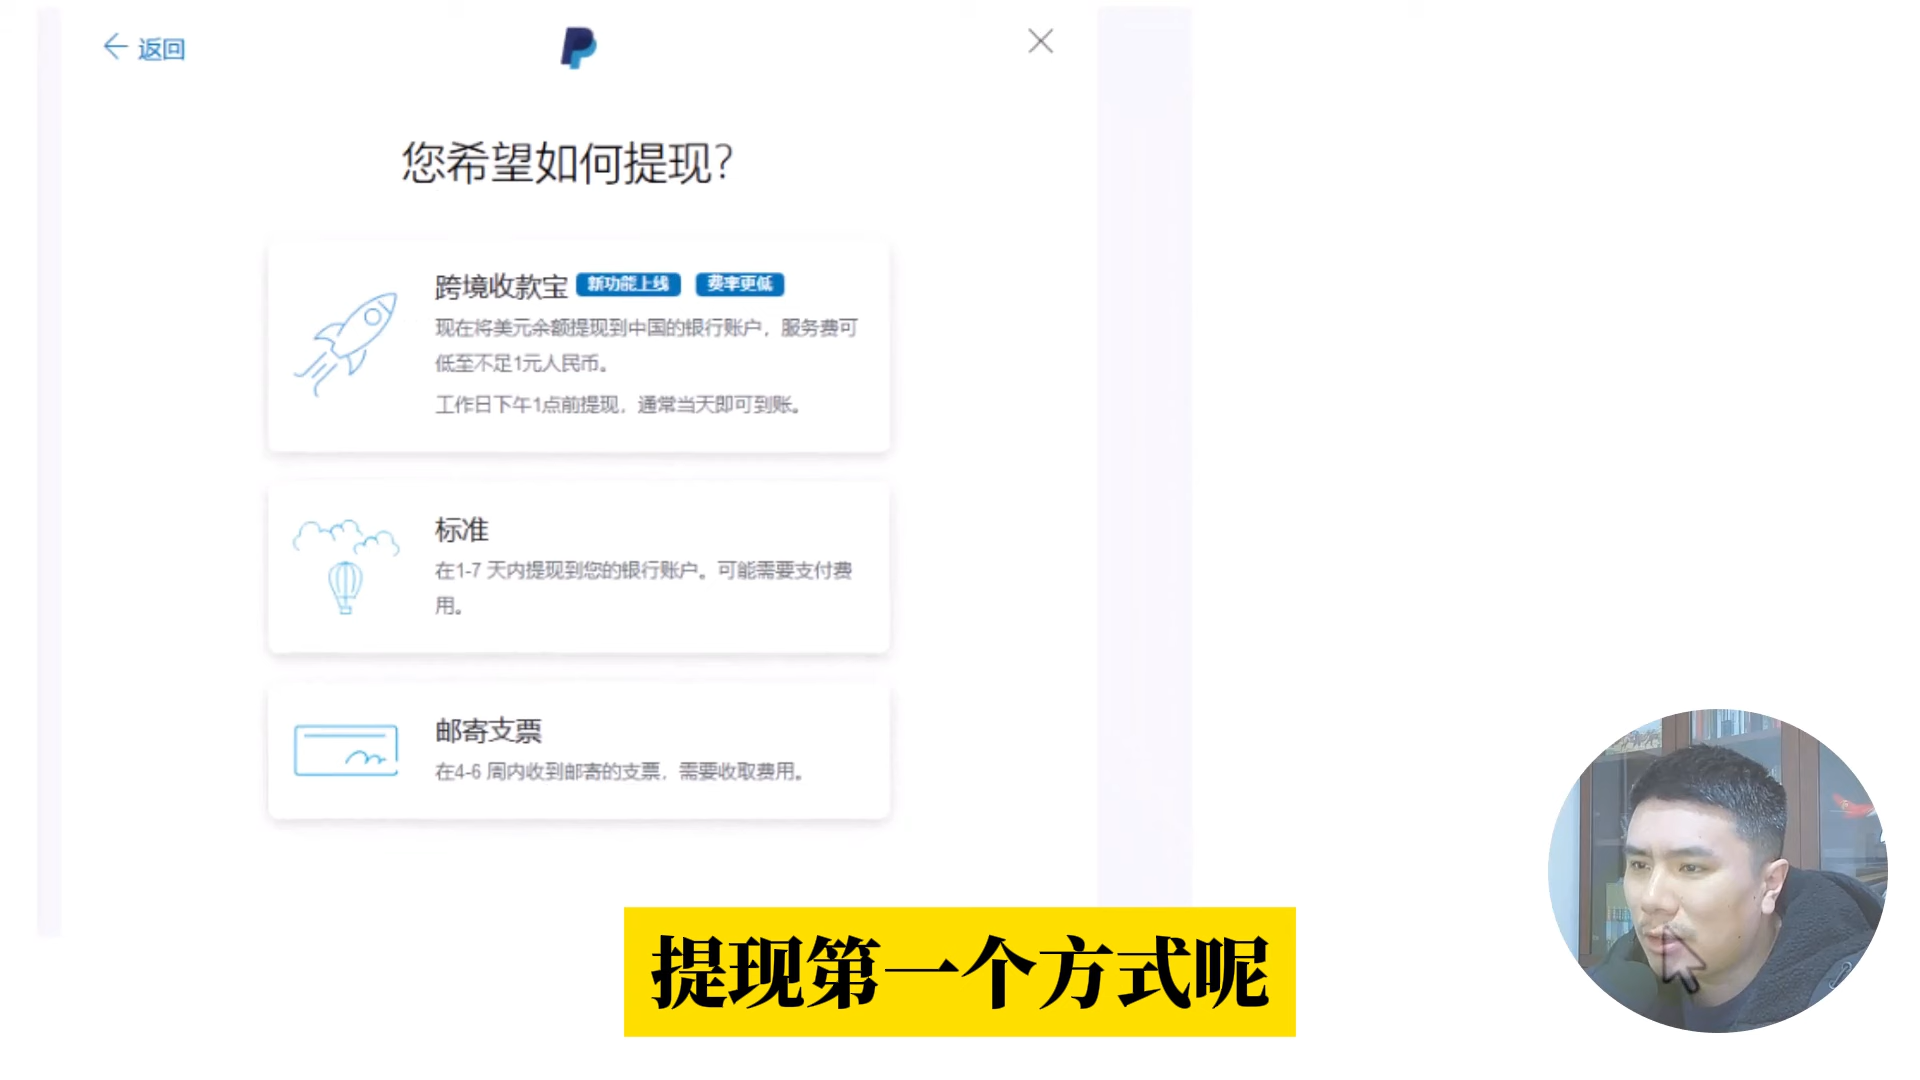 返回
您希望如何提现?
跨境收款宝 新功能上线 费率更低
现在将美元余额提现到中国的银行账户，服务费可
低至不足1元人民币。
工作日下午1点前提现，通常当天即可到账。
标准
在1-7 天内提现到您的银行账户。可能需要支付费
用。
邮寄支票
在4-6 周内收到邮寄的支票，需要收取费用。
提现第一个方式呢